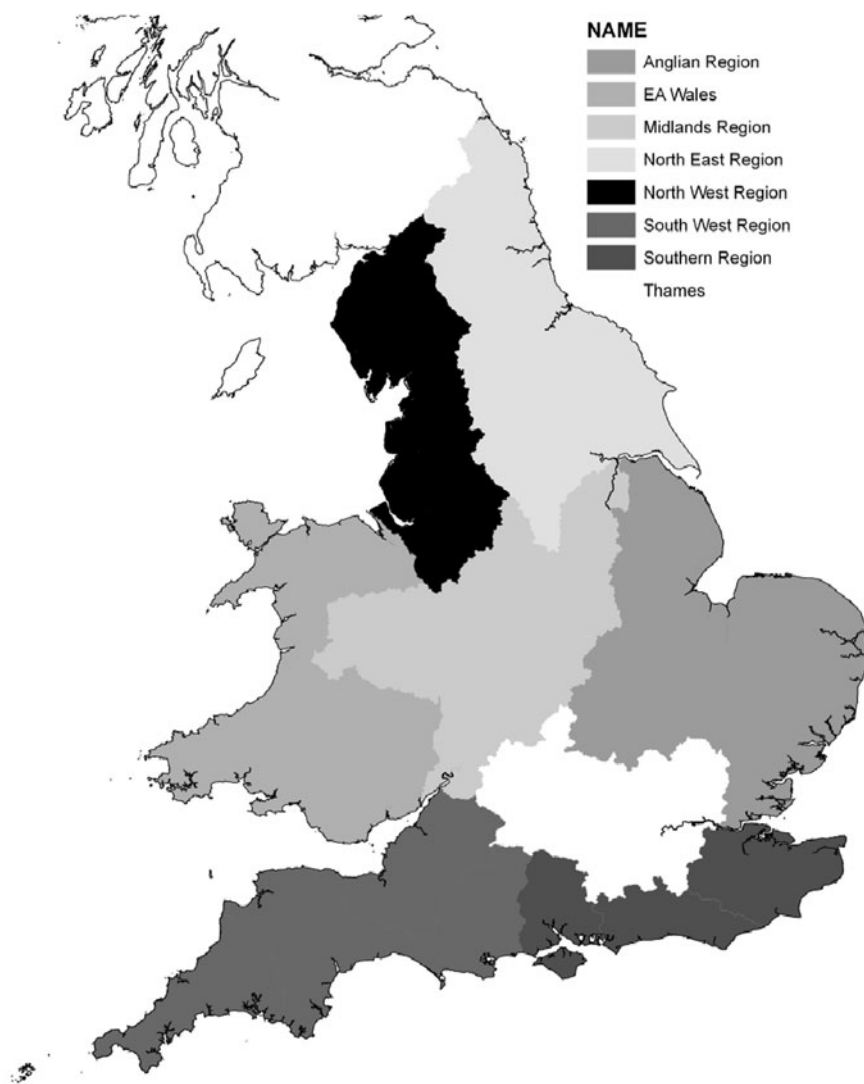 NAME
Anglian Region
EA Wales
Midlands Region
North East Region
North West Region
South West Region
Southern Region
Thames